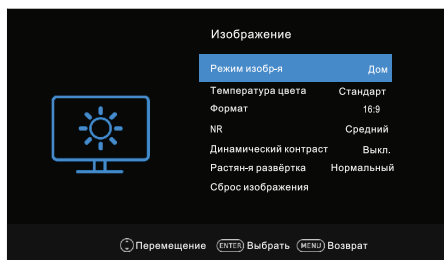 Изображение
Режим изобр-я Дом
Температура цвета Стандарт
Формат 16:9
NR Средний
Динамический контраст Выкл.
Растян-я развёртка Нормальный
Сброс изображения
Перемещение ENTER Выбрать MENU Возврат